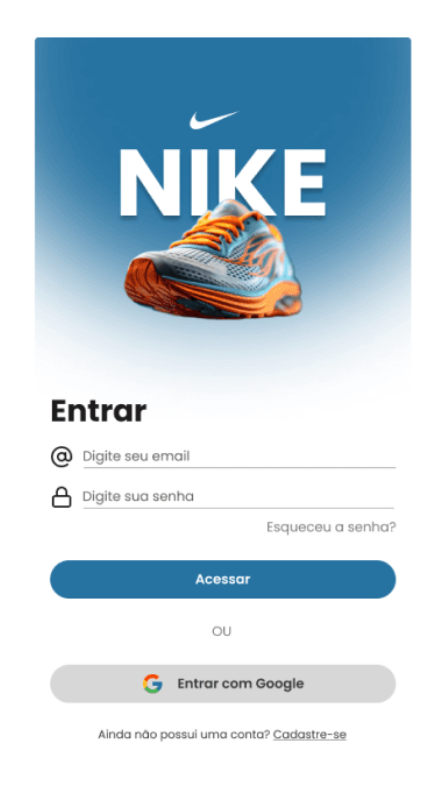 NIKE
Entrar
Digite seu email
Digite sua senha
Esqueceu a senha?
Acessar
OU
Entrar com Google
Ainda não possui uma conta? Cadastre-se